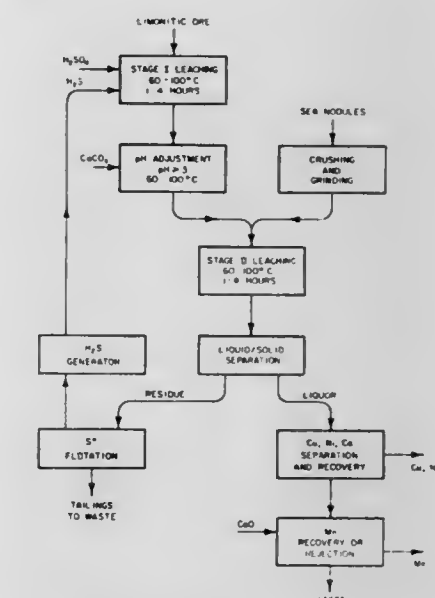 LIMONITIC ORE
H₂SO₄
H₂S
STAGE I LEACHING
60 - 100°C
1 - 4 HOURS
SEA NODULES
CaCO₃
pH ADJUSTMENT
pH ≥ 3
60 - 100°C
CRUSHING
AND
GRINDING
STAGE II LEACHING
60 - 100°C
HOURS
H₂S
GENERATOR
LIQUID/SOLID
SEPARATION
RESIDUE
LIQUOR
S°
FLOTATION
Cu, Ni, Co
SEPARATION
AND RECOVERY
Cu,
TAILINGS
TO WASTE
CaO
Mn
RECOVERY OR
REJECTION
Mn